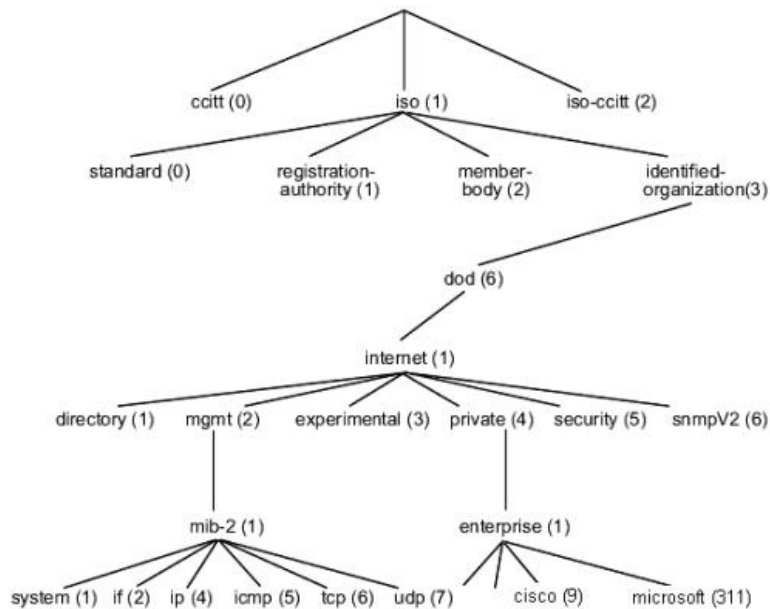 ccitt (0) iso (1) iso-ccitt (2)
standard (0) registration- member- identified-
authority (1) body (2) organization(3)
dod (6)
internet (1)
directory (1) mgmt (2) experimental (3) private (4) security (5) snmpV2 (6)
mib-2 (1) enterprise (1)
system (1) if (2) ip (4) icmp (5) tcp (6) udp (7) cisco (9) microsoft (311)